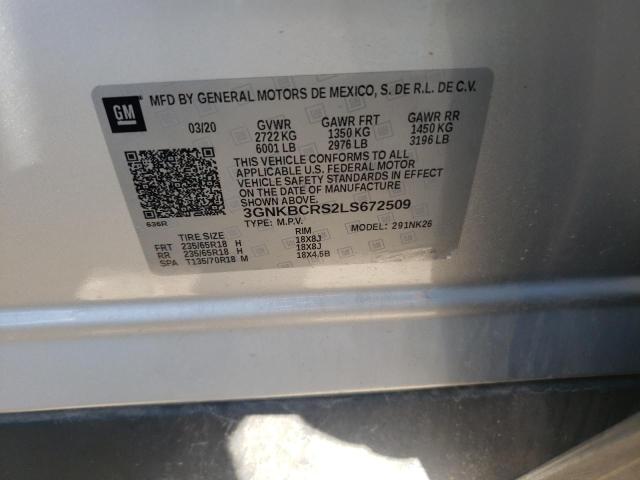 GM
MFD BY GENERAL MOTORS DE MEXICO, S. DE R.L. DE C.V.
03/20 GVWR GAWR FRT GAWR RR
2722 KG 1350 KG 1450 KG
6001 LB 2976 LB 3196 LB
THIS VEHICLE CONFORMS TO ALL
APPLICABLE U.S. FEDERAL MOTOR
VEHICLE SAFETY STANDARDS IN EFFECT
ON THE DATE OF MANUFACTURE SHOWN ABOVE.
3GNKBCRS2LS672509
636R
TYPE: M.P.V. MODEL: 291NK26
TIRE SIZE RIM
FRT 235/65R18 H 18X8J
RR 235/65R18 H 18X8J
SPA T135/70R18 M 18X4.5B